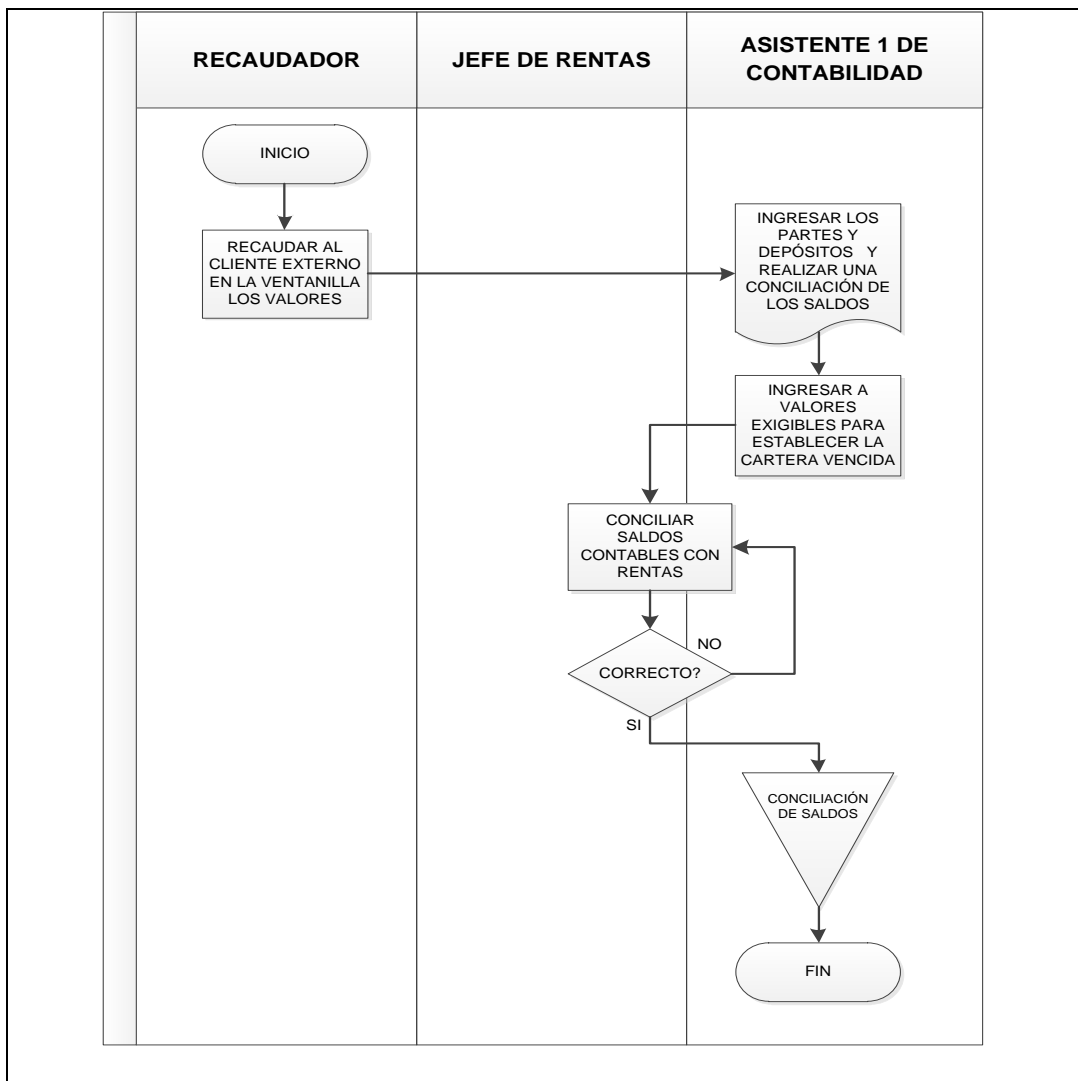 RECAUDADOR
JEFE DE RENTAS
ASISTENTE 1 DE
CONTABILIDAD
INICIO
RECAUDAR AL
CLIENTE EXTERNO
EN LA VENTANILLA
LOS VALORES
INGRESAR LOS
PARTES Y
DEPÓSITOS Y
REALIZAR UNA
CONCILIACIÓN DE
LOS SALDOS
INGRESAR A
VALORES
EXIGIBLES PARA
ESTABLECER LA
CARTERA VENCIDA
CONCILIAR
SALDOS
CONTABLES CON
RENTAS
CORRECTO?
NO
SI
CONCILIACIÓN
DE SALDOS
FIN